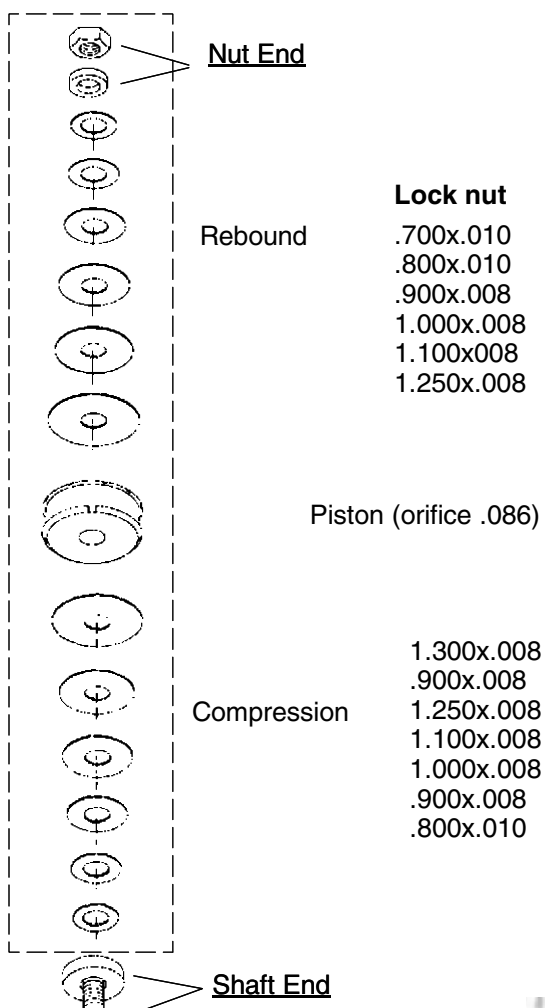 Nut End
Lock nut
Rebound
.700x.010
.800x.010
.900x.008
1.000x.008
1.100x008
1.250x.008
Piston (orifice .086)
1.300x.008
.900x.008
Compression
1.250x.008
1.100x.008
1.000x.008
.900x.008
.800x.010
Shaft End